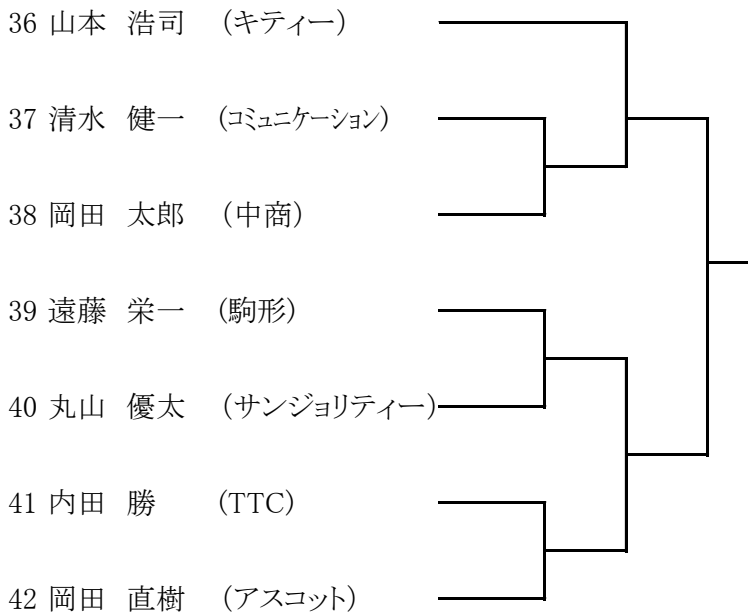 36 山本 浩司 (キティー)
37 清水 健一 (コミュニケーション)
38 岡田 太郎 (中商)
39 遠藤 栄一 (駒形)
40 丸山 優太 (サンジョリティー)
41 内田 勝 (TTC)
42 岡田 直樹 (アスコット)